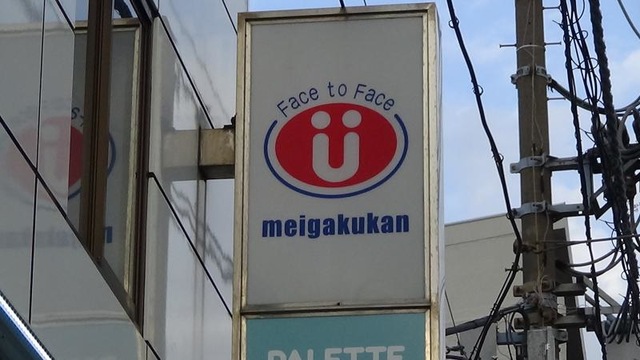 Face to Face
meigakukan
PALETTE